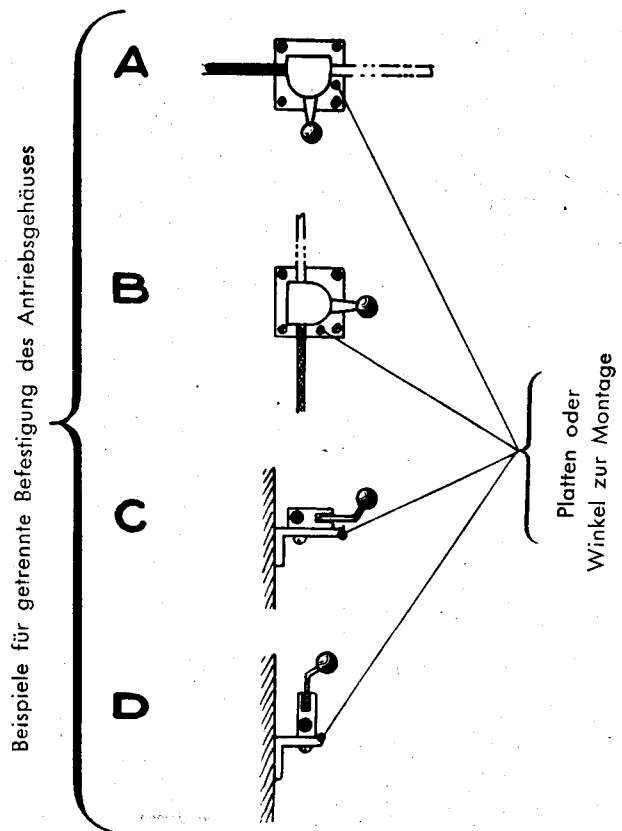 Beispiele für getrennte Befestigung des Antriebsgehäuses
A
B
C
D
Platten oder
Winkel zur Montage